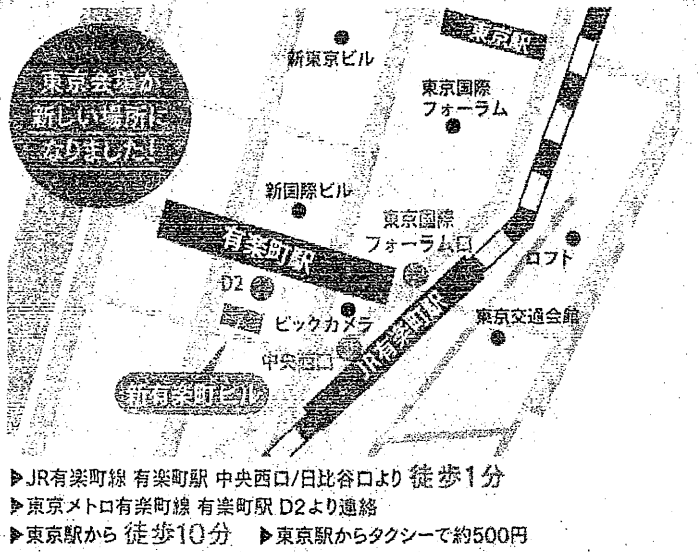 東京会場が
新しい場所に
なりました!
東京駅
新東京ビル
東京国際
フォーラム
新国際ビル
東京国際
フォーラム口
有楽町駅
ロフト
D2
ビックカメラ
JR有楽町駅
東京交通会館
中央西口
新有楽町ビル
▶JR有楽町線 有楽町駅 中央西口/日比谷口より 徒歩1分
▶東京メトロ有楽町線 有楽町駅 D2より連絡
▶東京駅から 徒歩10分 ▶東京駅からタクシーで約500円